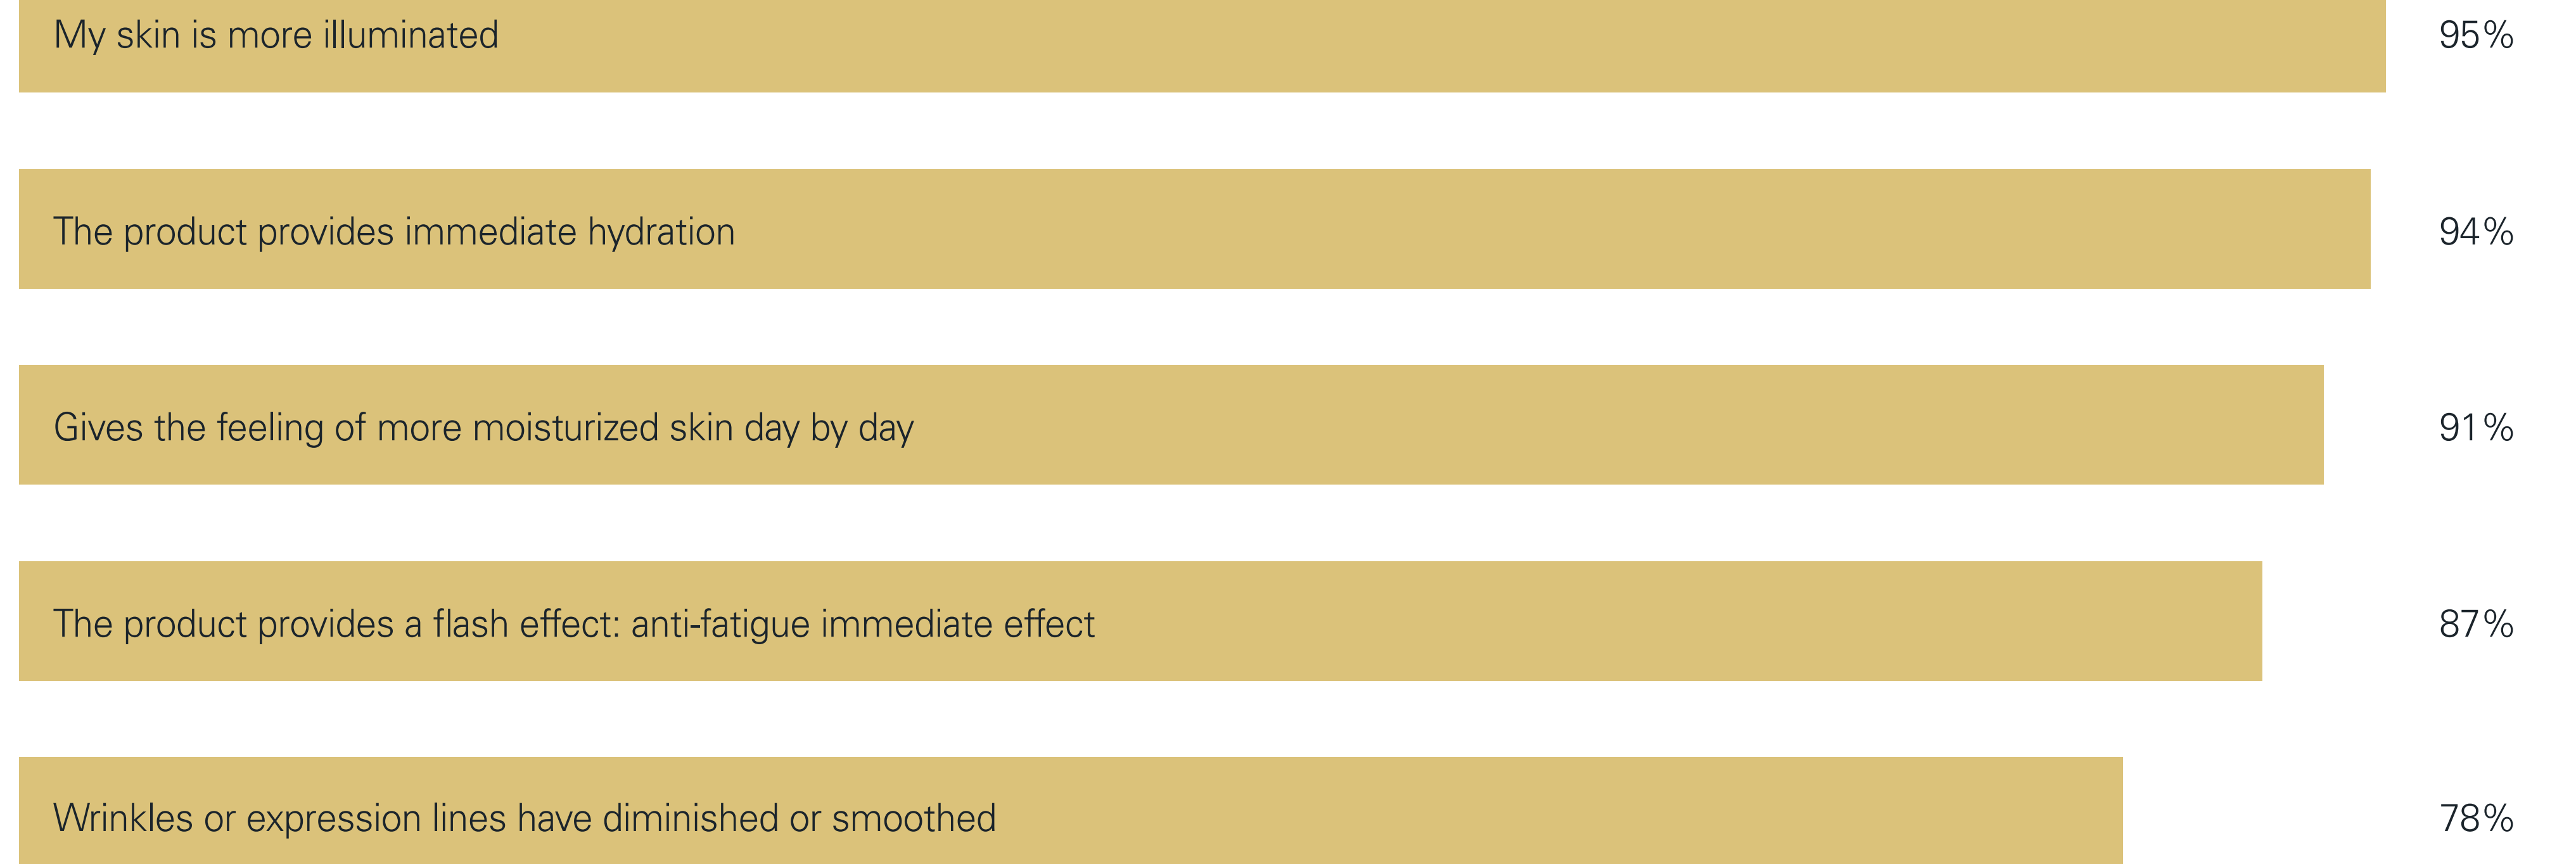 My skin is more illuminated 95%
The product provides immediate hydration 94%
Gives the feeling of more moisturized skin day by day 91%
The product provides a flash effect: anti-fatigue immediate effect 87%
Wrinkles or expression lines have diminished or smoothed 78%